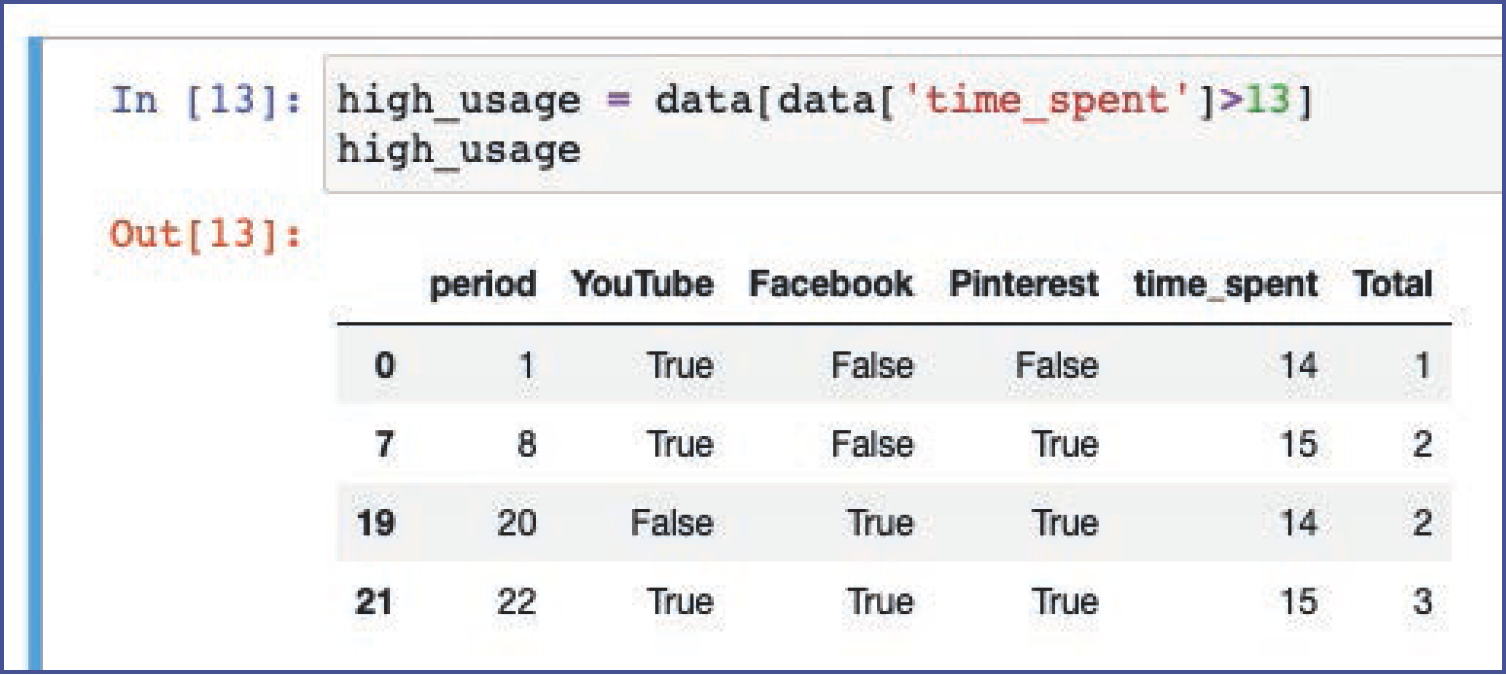 In [13]: high_usage = data[data['time_spent']>13]
high_usage
Out[13]:
period YouTube Facebook Pinterest time_spent Total
0 1 True False False 14 1
7 8 True False True 15 2
19 20 False True True 14 2
21 22 True True True 15 3